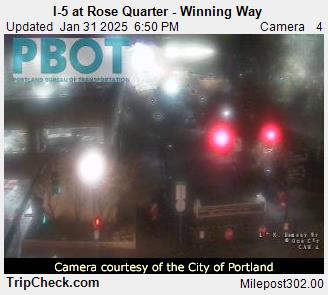 I-5 at Rose Quarter - Winning Way
Updated Jan 31 2025 6:50 PM Camera 4
PBOT
PORTLAND BUREAU OF TRANSPORTATION
Camera courtesy of the City of Portland
TripCheck.com Milepost302.00